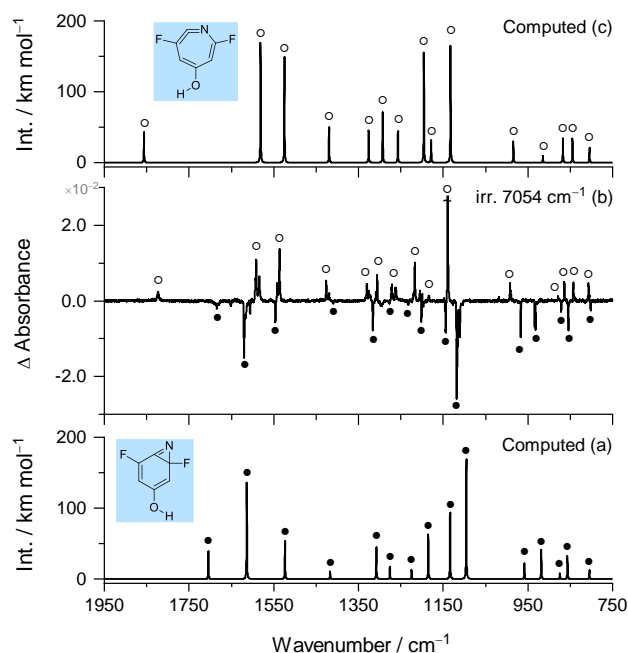 Computed (c)
200
100
0
Int. / km mol⁻¹
F
N
F
O
H
×10⁻²
irr. 7054 cm⁻¹ (b)
2.0
0.0
-2.0
Δ Absorbance
Computed (a)
200
100
0
Int. / km mol⁻¹
N
F
F
O
H
1950 1750 1550 1350 1150 950 750
Wavenumber / cm⁻¹